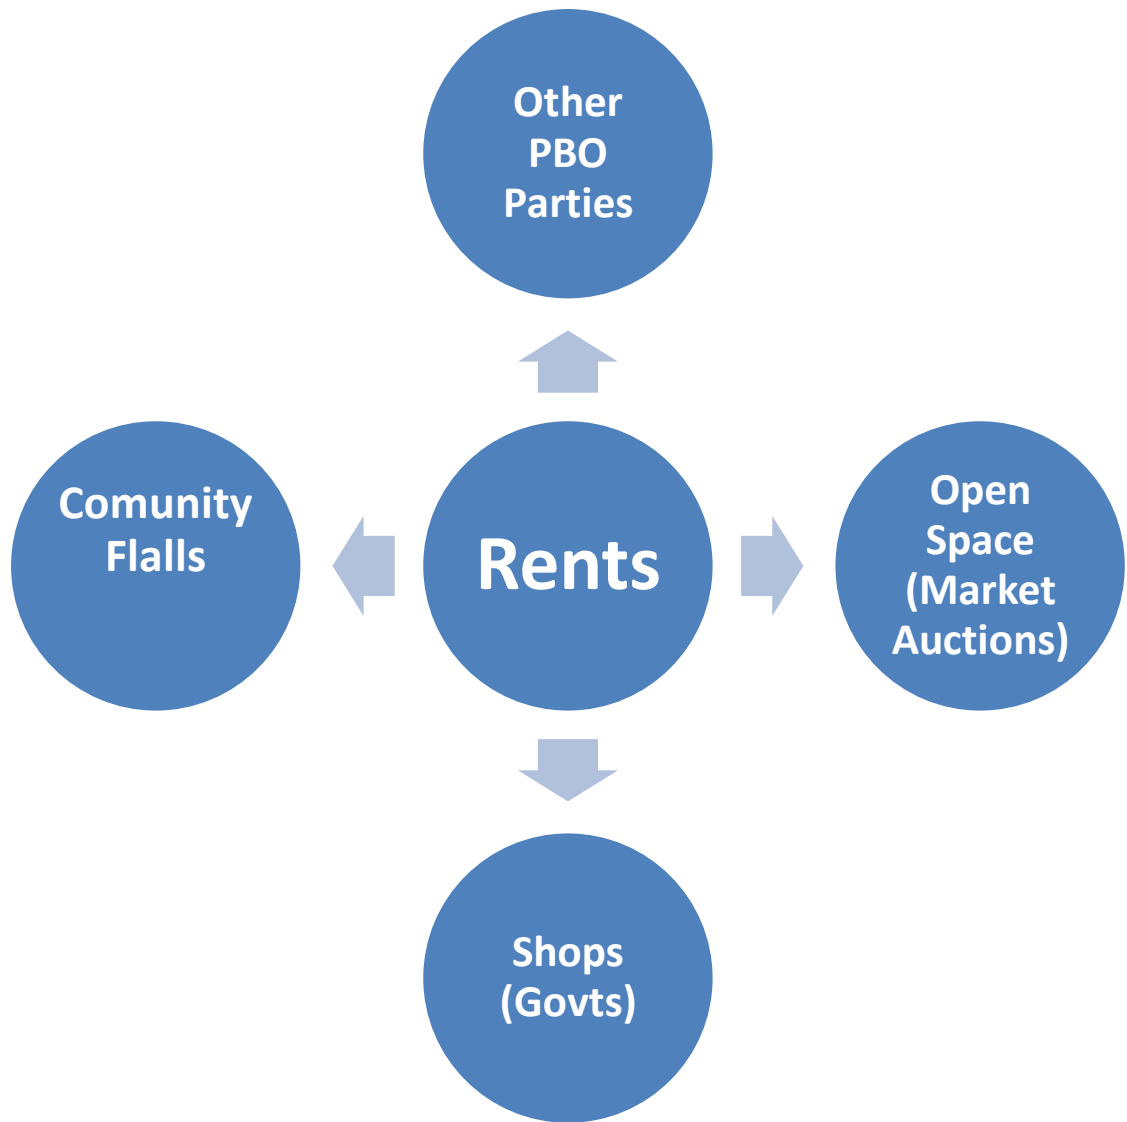 Other
PBO
Parties
Comunity
Flalls
Rents
Open
Space
(Market
Auctions)
Shops
(Govts)